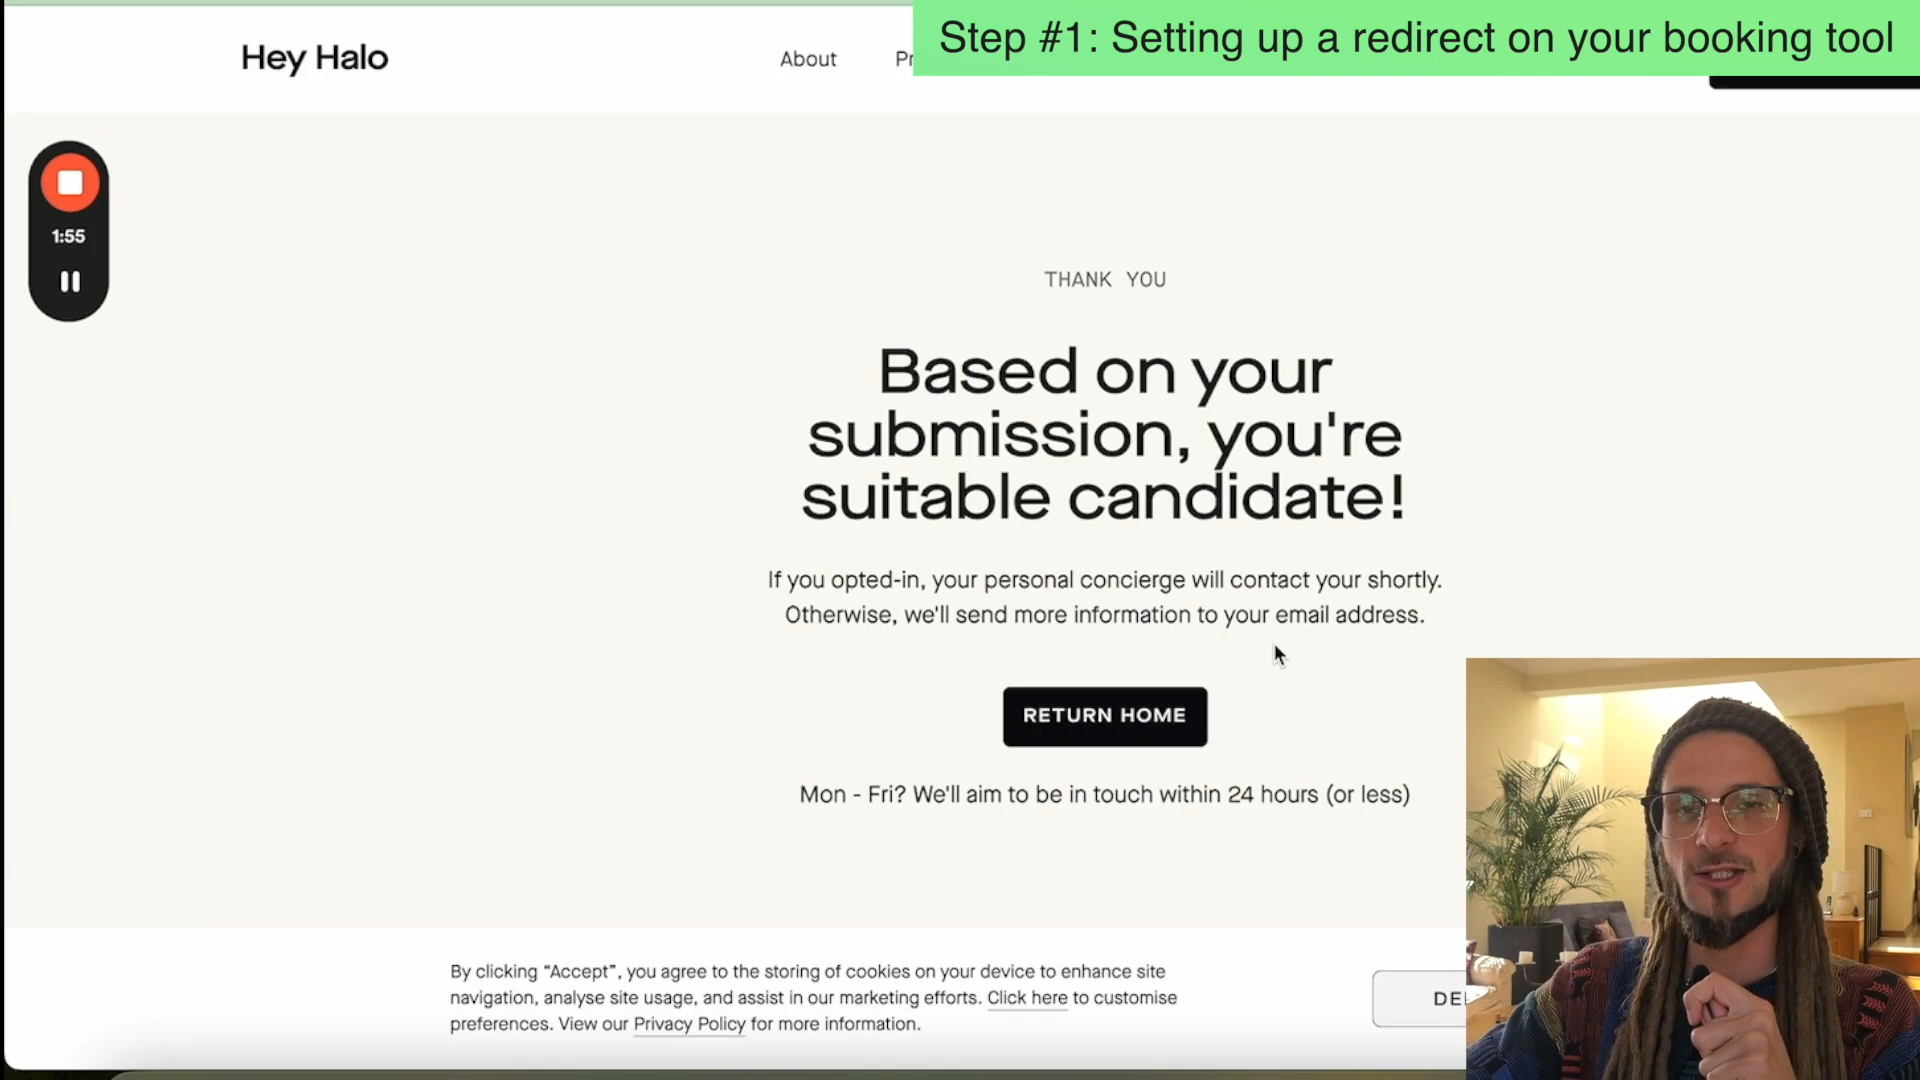 Step #1: Setting up a redirect on your booking tool
Hey Halo
About
1:55
THANK YOU
Based on your
submission, you're
suitable candidate!
If you opted-in, your personal concierge will contact your shortly.
Otherwise, we'll send more information to your email address.
RETURN HOME
Mon - Fri? We'll aim to be in touch within 24 hours (or less)
By clicking “Accept”, you agree to the storing of cookies on your device to enhance site
navigation, analyse site usage, and assist in our marketing efforts. Click here to customise
preferences. View our Privacy Policy for more information.